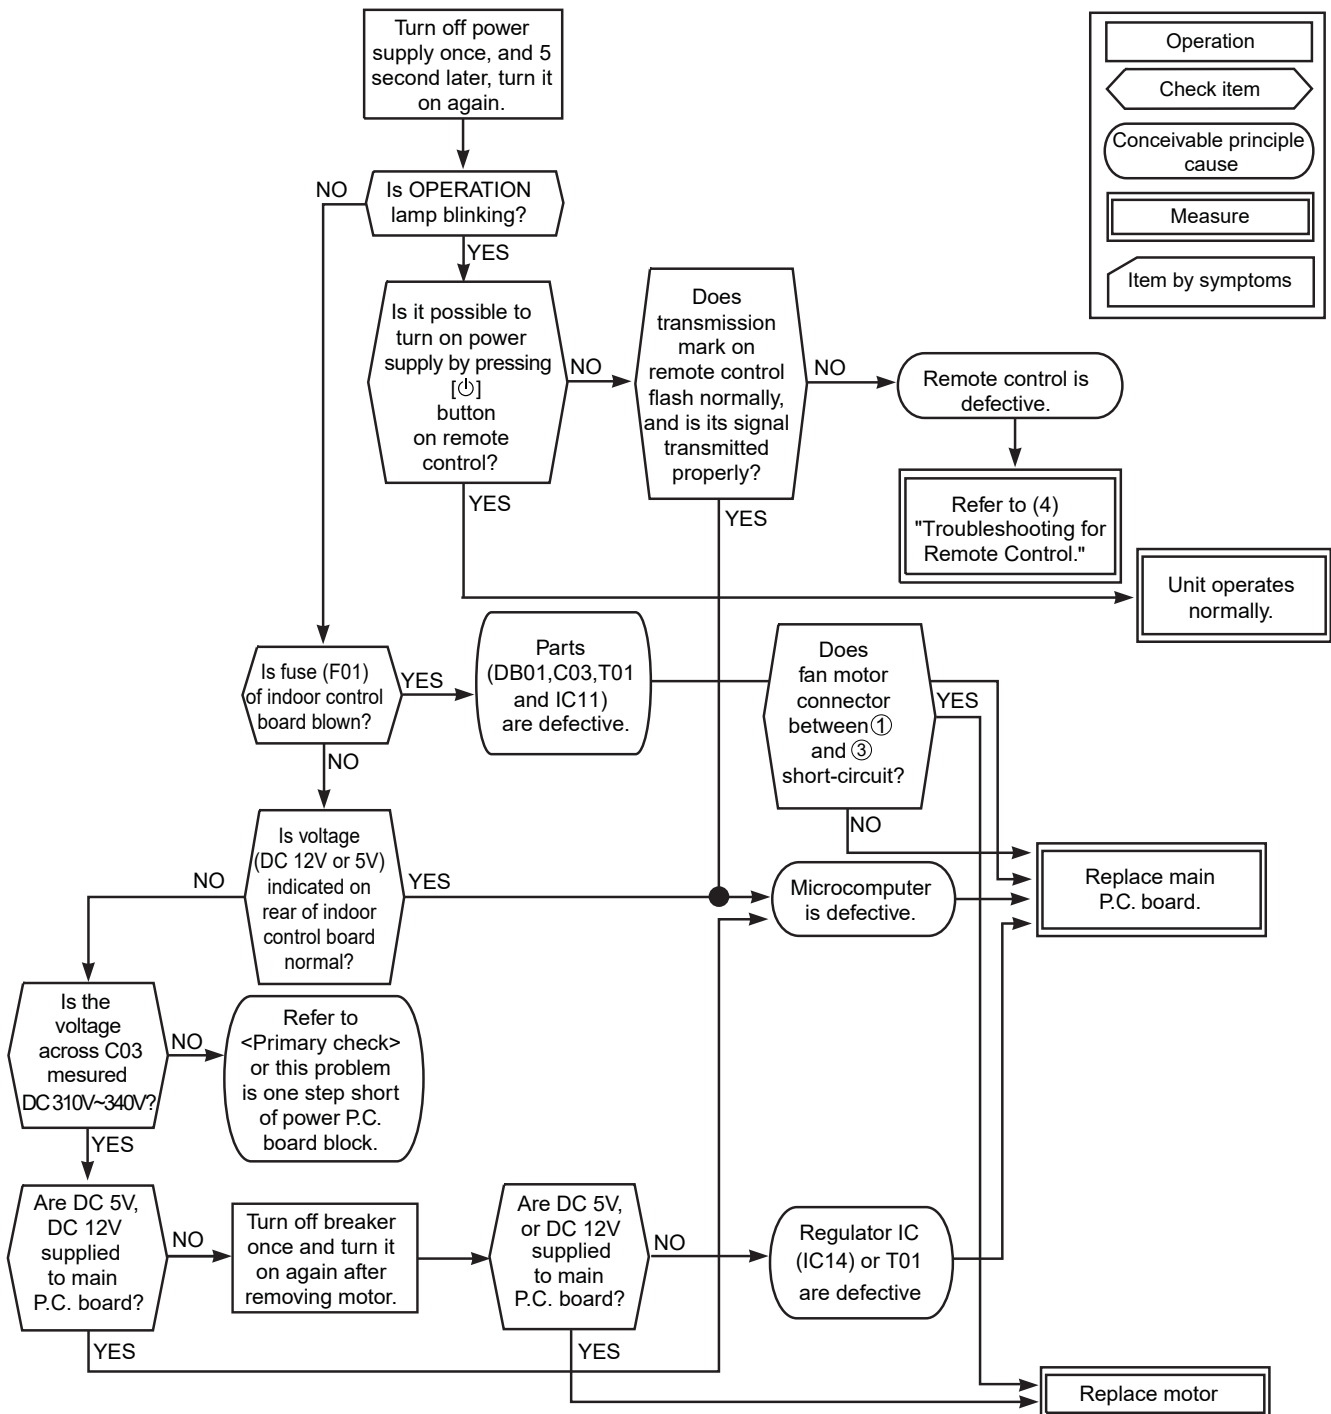 Turn off power
supply once, and 5
second later, turn it
on again.
Operation
Check item
Conceivable principle
cause
Measure
Item by symptoms
NO
Is OPERATION
lamp blinking?
YES
Is it possible to
turn on power
supply by pressing
[⏻]
button
on remote
control?
NO
Does
transmission
mark on
remote control
flash normally,
and is its signal
transmitted
properly?
NO
Remote control is
defective.
YES
YES
Refer to (4)
"Troubleshooting for
Remote Control."
Unit operates
normally.
Is fuse (F01)
of indoor control
board blown?
YES
Parts
(DB01,C03,T01
and IC11)
are defective.
Does
fan motor
connector
between①
and ③
short-circuit?
YES
NO
NO
Is voltage
(DC 12V or 5V)
indicated on
rear of indoor
control board
normal?
NO
YES
Microcomputer
is defective.
Replace main
P.C. board.
Is the
voltage
across C03
mesured
DC 310V~340V?
NO
Refer to
<Primary check>
or this problem
is one step short
of power P.C.
board block.
YES
Are DC 5V,
DC 12V
supplied
to main
P.C. board?
NO
Turn off breaker
once and turn it
on again after
removing motor.
Are DC 5V,
or DC 12V
supplied
to main
P.C. board?
NO
Regulator IC
(IC14) or T01
are defective
YES
YES
Replace motor